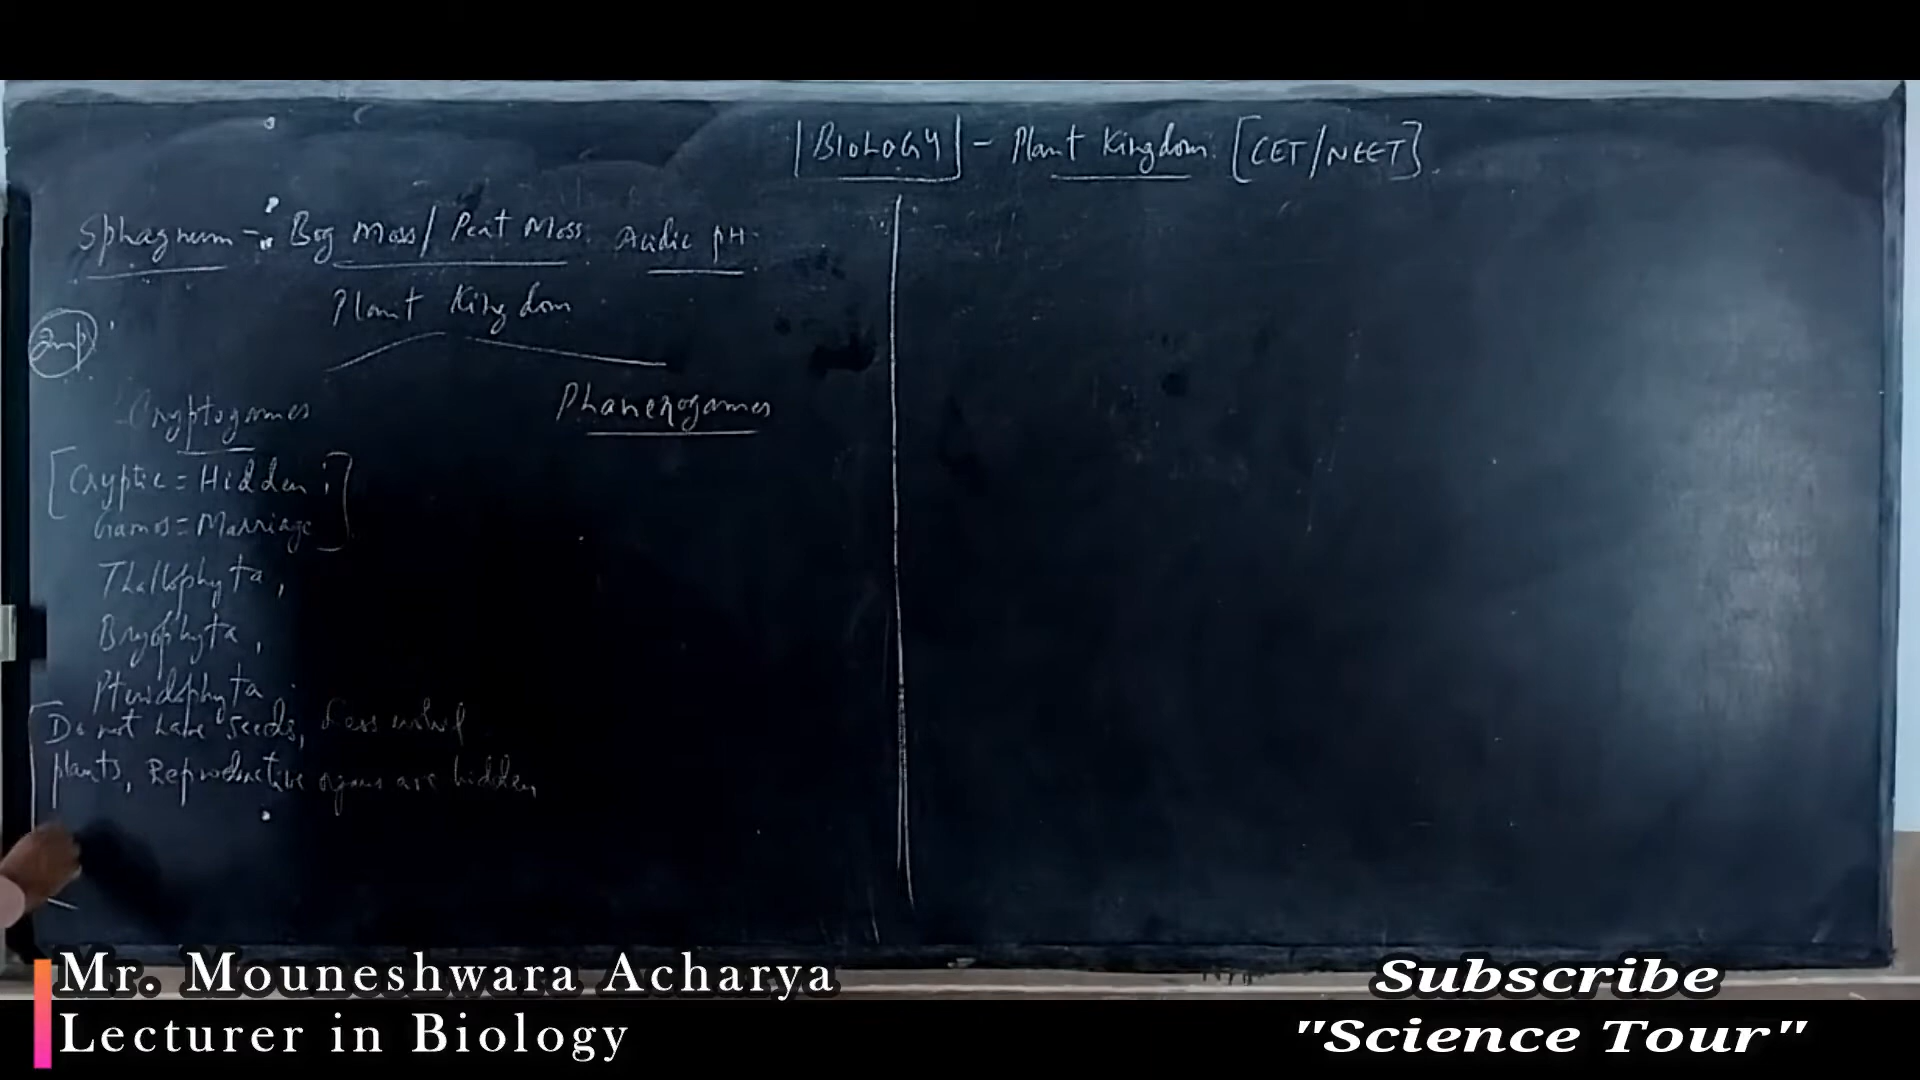 |BIOLOGY| - Plant Kingdom. [CET/NEET].
Sphagnum - Bog Moss/ Peat Moss. Acidic pH.
Plant Kingdom
Imp
Cryptogames
Phanerogames
[Cryptic = Hidden;
Gamos = Marriage]
Thallophyta,
Bryophyta,
Pteridophyta
Do not have seeds, Less
plants, Reproductive organs are hidden
Mr. Mouneshwara Acharya
Lecturer in Biology
Subscribe
"Science Tour"